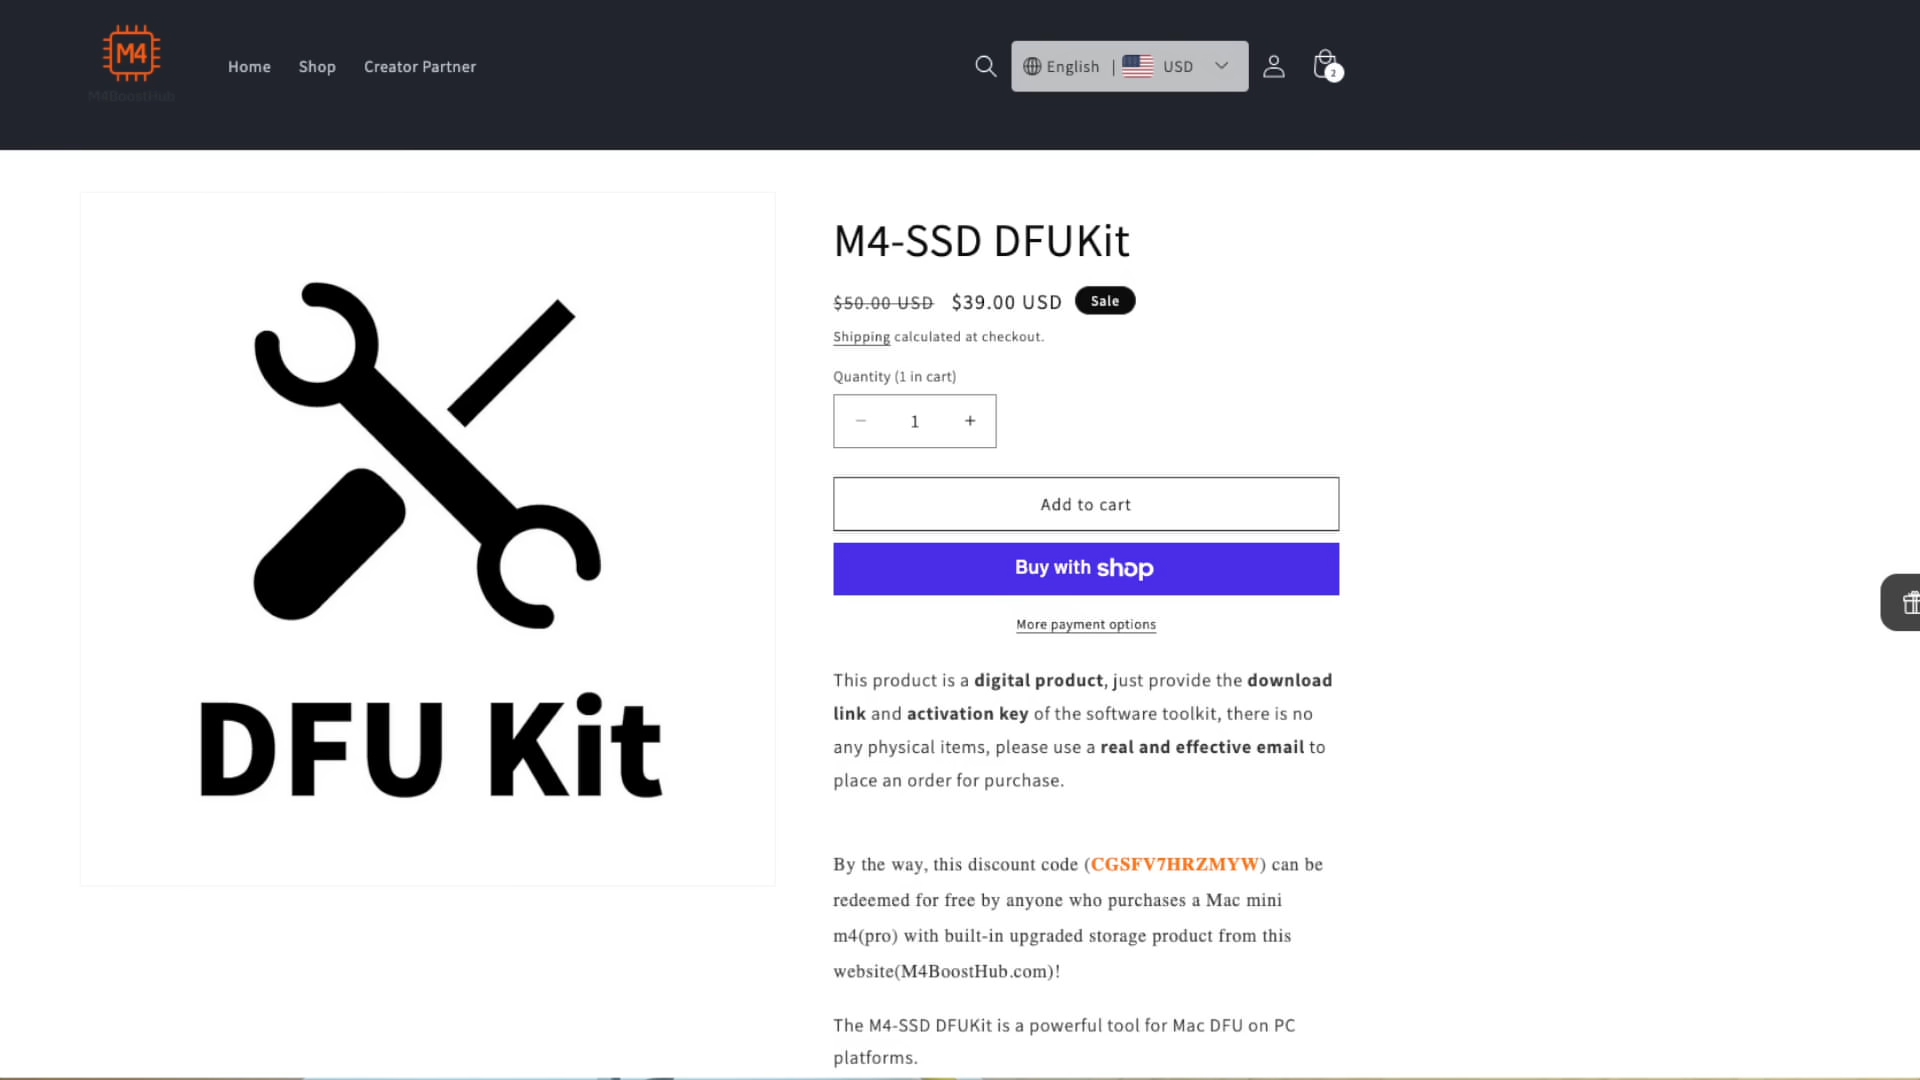 M4
M4BoostHub
Home Shop Creator Partner
English | USD
2
M4-SSD DFUKit
$50.00 USD $39.00 USD Sale
Shipping calculated at checkout.
Quantity (1 in cart)
− 1 +
Add to cart
Buy with shop
More payment options
DFU Kit
This product is a digital product, just provide the download
link and activation key of the software toolkit, there is no
any physical items, please use a real and effective email to
place an order for purchase.
By the way, this discount code (CGSFV7HRZMYW) can be
redeemed for free by anyone who purchases a Mac mini
m4(pro) with built-in upgraded storage product from this
website(M4BoostHub.com)!
The M4-SSD DFUKit is a powerful tool for Mac DFU on PC
platforms.